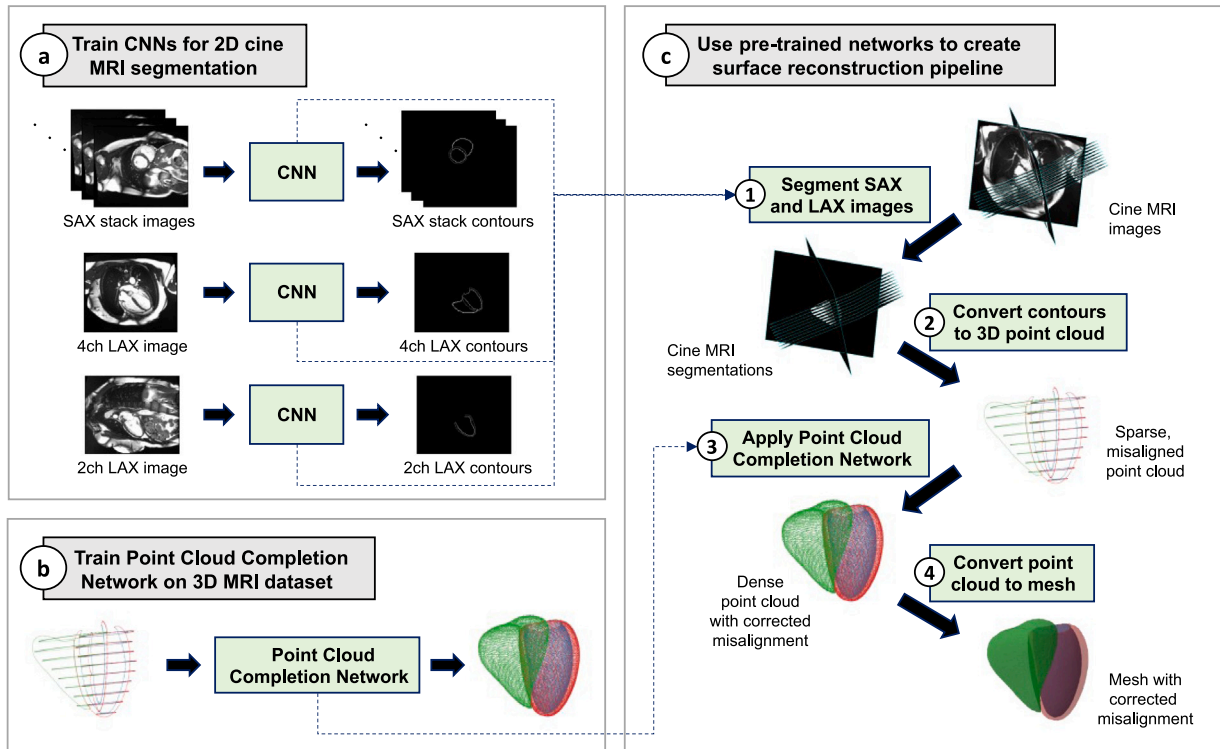 a
Train CNNs for 2D cine
MRI segmentation
CNN
SAX stack images
SAX stack contours
CNN
4ch LAX image
4ch LAX contours
CNN
2ch LAX image
2ch LAX contours
b
Train Point Cloud Completion
Network on 3D MRI dataset
Point Cloud
Completion Network
c
Use pre-trained networks to create
surface reconstruction pipeline
1
Segment SAX
and LAX images
Cine MRI
images
2
Convert contours
to 3D point cloud
Cine MRI
segmentations
3
Apply Point Cloud
Completion Network
Sparse,
misaligned
point cloud
Dense
point cloud
with corrected
misalignment
4
Convert point
cloud to mesh
Mesh with
corrected
misalignment